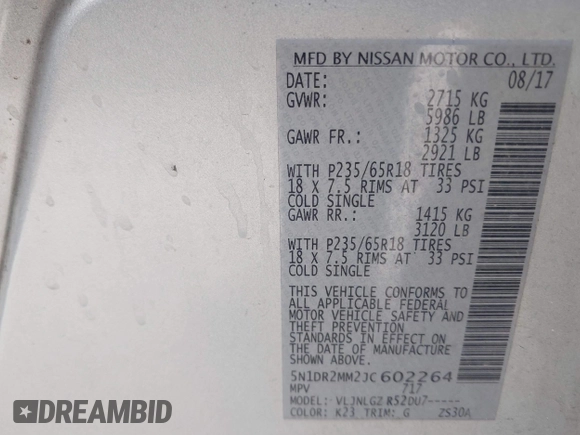 MFD BY NISSAN MOTOR CO., LTD.
DATE: 08/17
GVWR: 2715 KG
5986 LB
GAWR FR.: 1325 KG
2921 LB
WITH P235/65R18 TIRES
18 X 7.5 RIMS AT 33 PSI
COLD SINGLE
GAWR RR.: 1415 KG
3120 LB
WITH P235/65R18 TIRES
18 X 7.5 RIMS AT 33 PSI
COLD SINGLE
THIS VEHICLE CONFORMS TO
ALL APPLICABLE FEDERAL
MOTOR VEHICLE SAFETY AND
THEFT PREVENTION
STANDARDS IN EFFECT ON
THE DATE OF MANUFACTURE
SHOWN ABOVE.
5N1DR2MM2JC602264
MPV 717
MODEL: VLJNLGZ R52DU7-----
COLOR: K23 TRIM: G ZS30A
DREAMBID